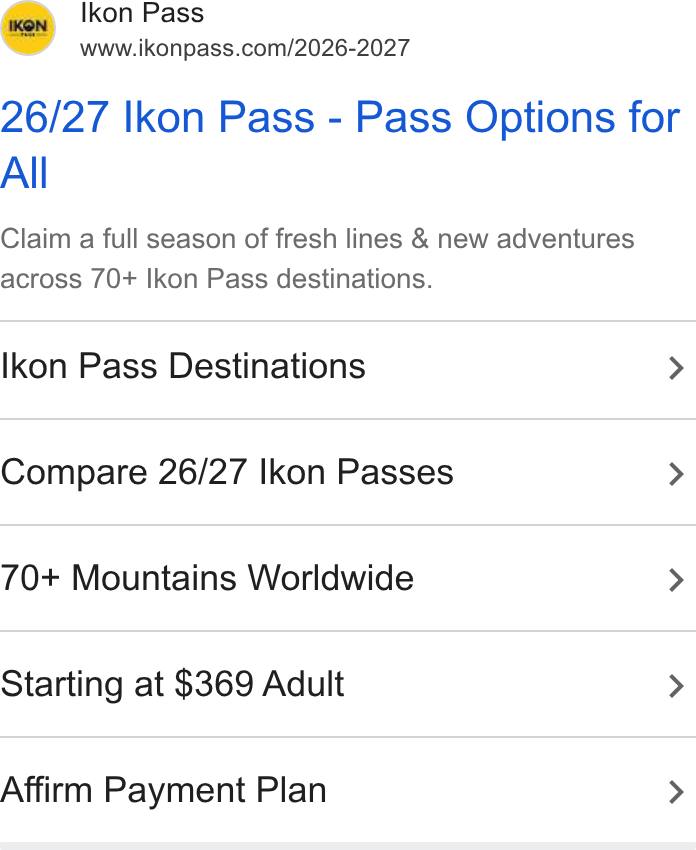 IKON
PASS
Ikon Pass
www.ikonpass.com/2026-2027
26/27 Ikon Pass - Pass Options for
All
Claim a full season of fresh lines & new adventures
across 70+ Ikon Pass destinations.
Ikon Pass Destinations
Compare 26/27 Ikon Passes
70+ Mountains Worldwide
Starting at $369 Adult
Affirm Payment Plan